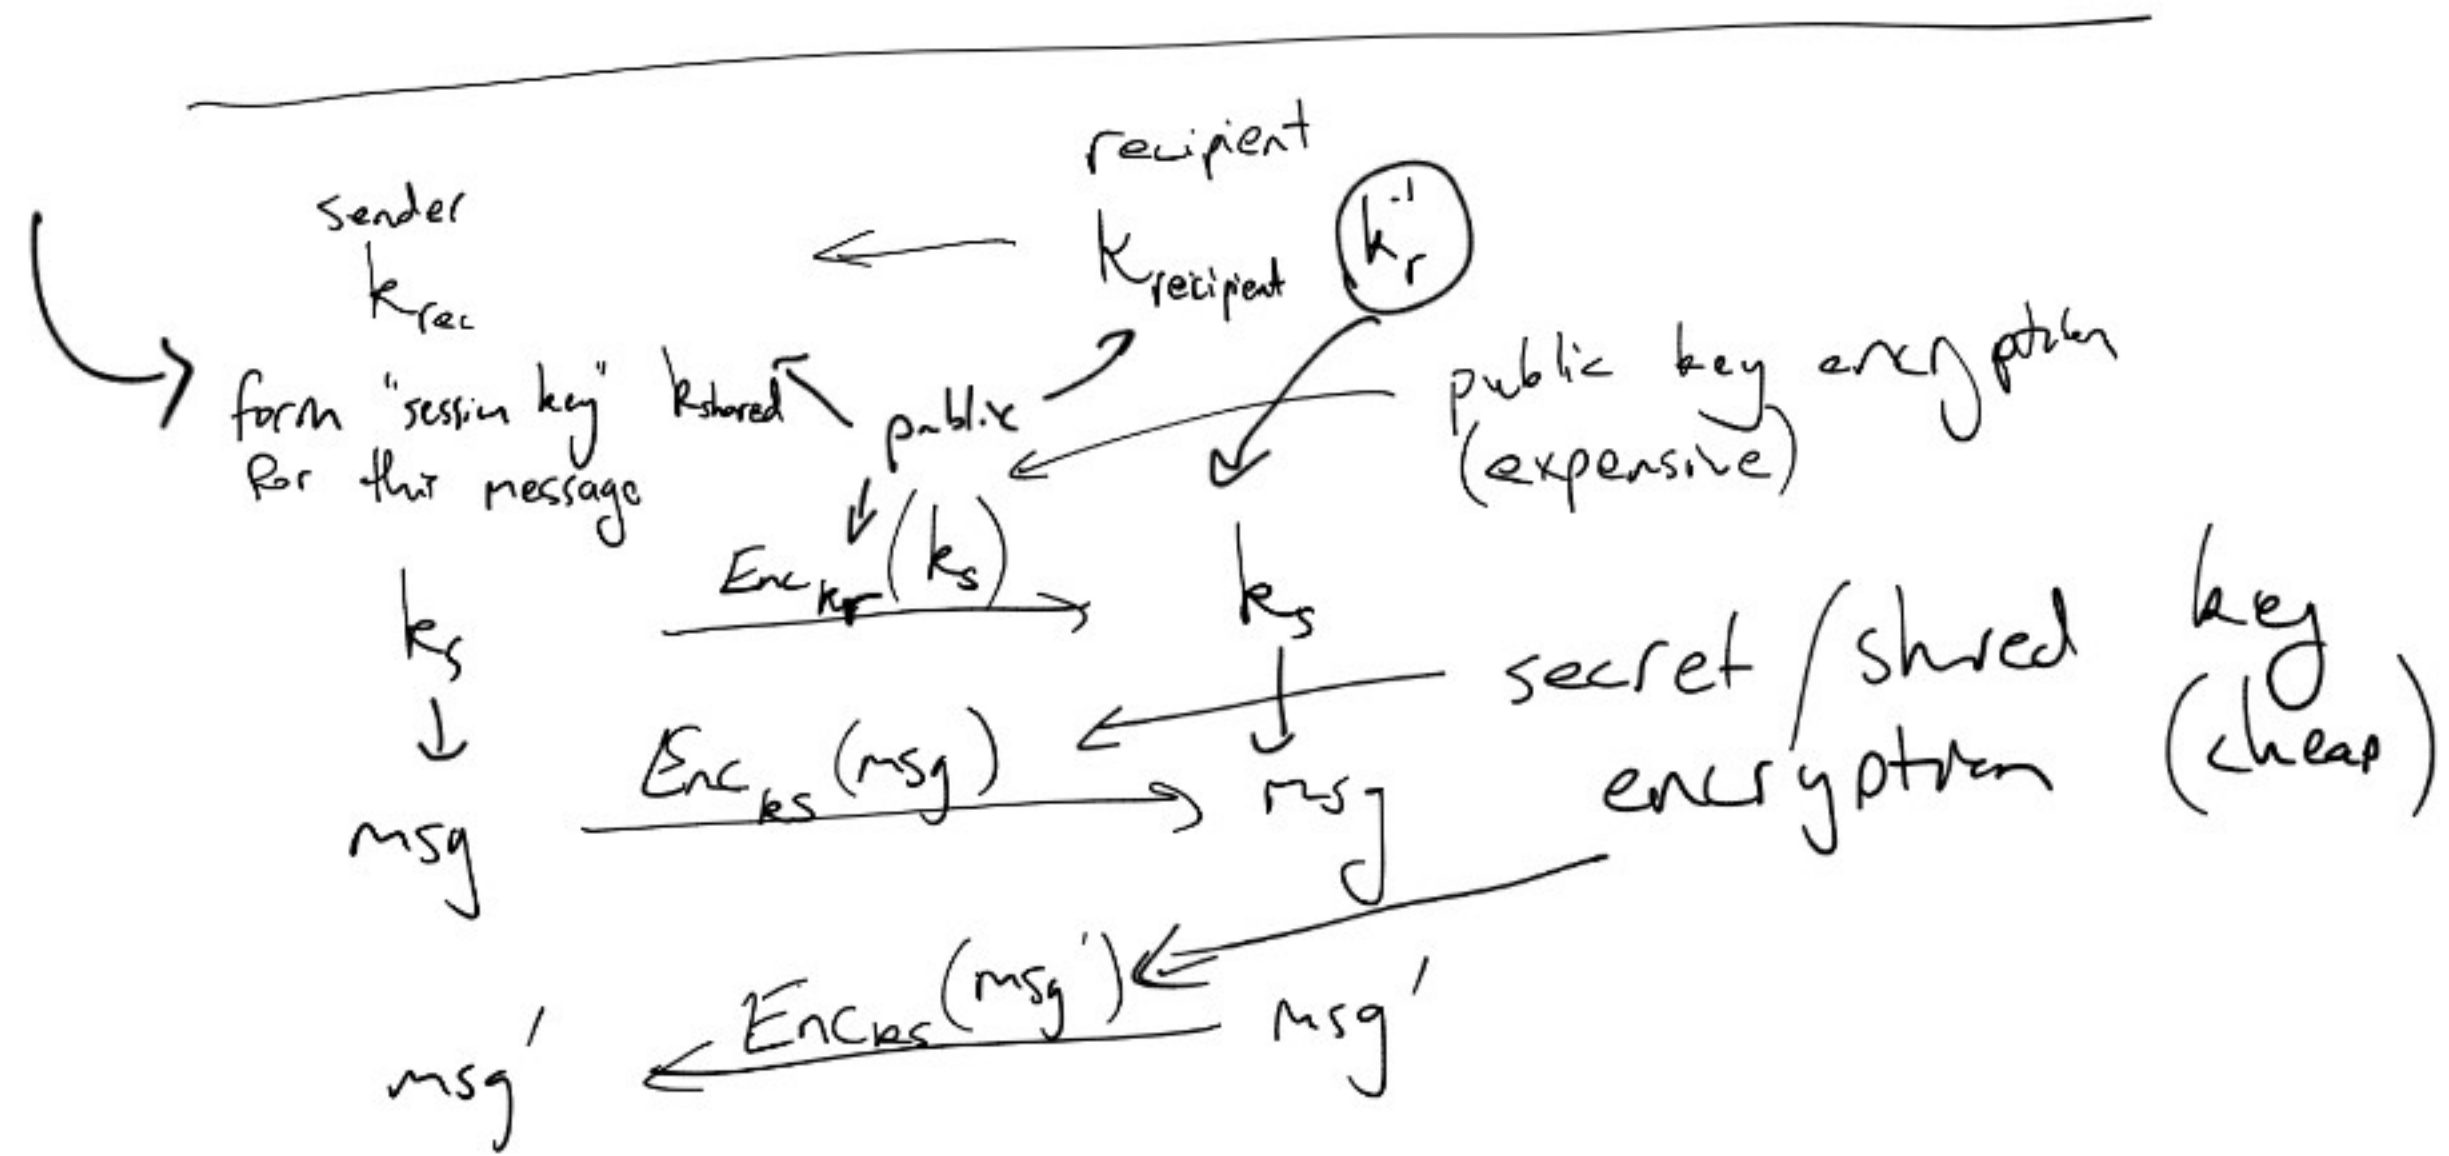 recipient
sender
K_recipient k_r^-1
k_rec
public key encryption
form "session key" k_shared
public
(expensive)
for this message
Enc_kr(k_s)
k_s
k_s
secret/shared key
encryption (cheap)
Enc_ks(msg)
msg
msg
Enc_ks(msg')
msg'
msg'